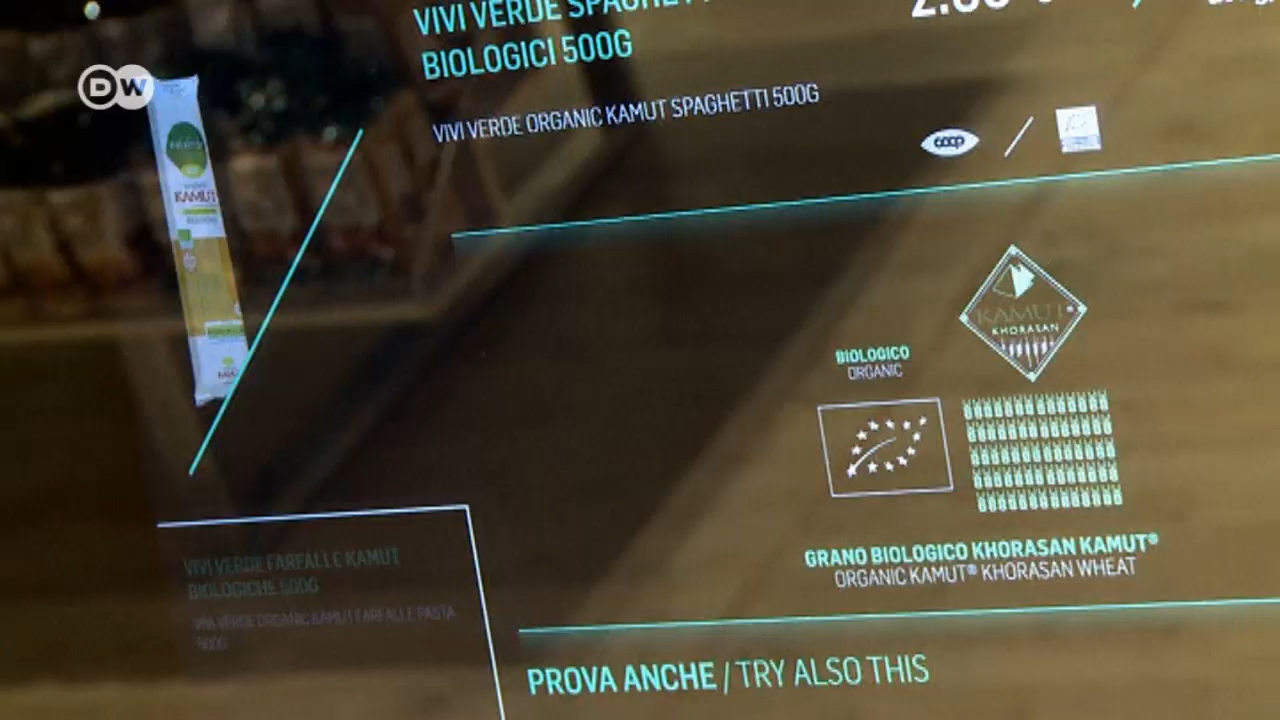 DW
VIVI VERDE SPAGHETTI
BIOLOGICI 500G
VIVI VERDE ORGANIC KAMUT SPAGHETTI 500G
coop
KAMUT
KAMUT
KHORASAN
BIOLOGICO
ORGANIC
GRANO BIOLOGICO KHORASAN KAMUT®
ORGANIC KAMUT® KHORASAN WHEAT
VIVI VERDE FARFALLE KAMUT
BIOLOGICHE 500G
VIVI VERDE ORGANIC KAMUT FARFALLE PASTA
500G
PROVA ANCHE / TRY ALSO THIS